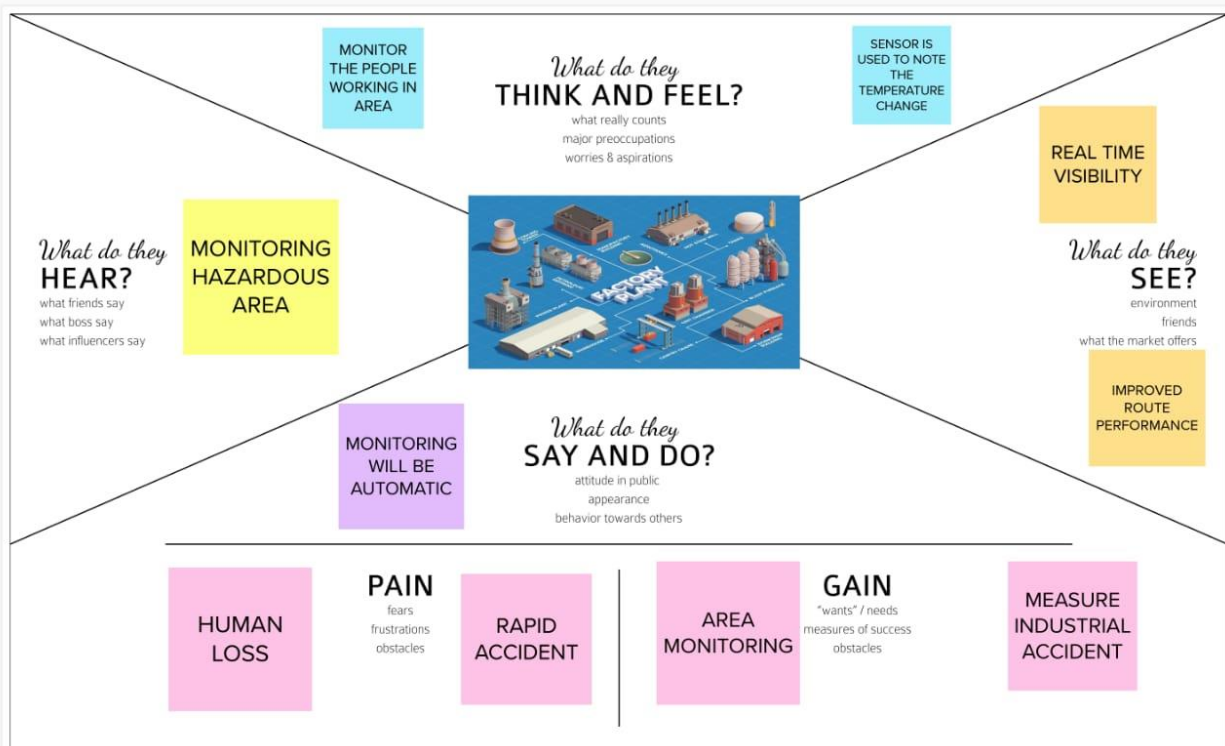 MONITOR
THE PEOPLE
WORKING IN
AREA
What do they
THINK AND FEEL?
what really counts
major preoccupations
worries & aspirations
SENSOR IS
USED TO NOTE
THE
TEMPERATURE
CHANGE
What do they
HEAR?
what friends say
what boss say
what influencers say
MONITORING
HAZARDOUS
AREA
FACTORY
PLANT
REAL TIME
VISIBILITY
What do they
SEE?
environment
friends
what the market offers
IMPROVED
ROUTE
PERFORMANCE
MONITORING
WILL BE
AUTOMATIC
What do they
SAY AND DO?
attitude in public
appearance
behavior towards others
HUMAN
LOSS
PAIN
fears
frustrations
obstacles
RAPID
ACCIDENT
AREA
MONITORING
GAIN
"wants" / needs
measures of success
obstacles
MEASURE
INDUSTRIAL
ACCIDENT